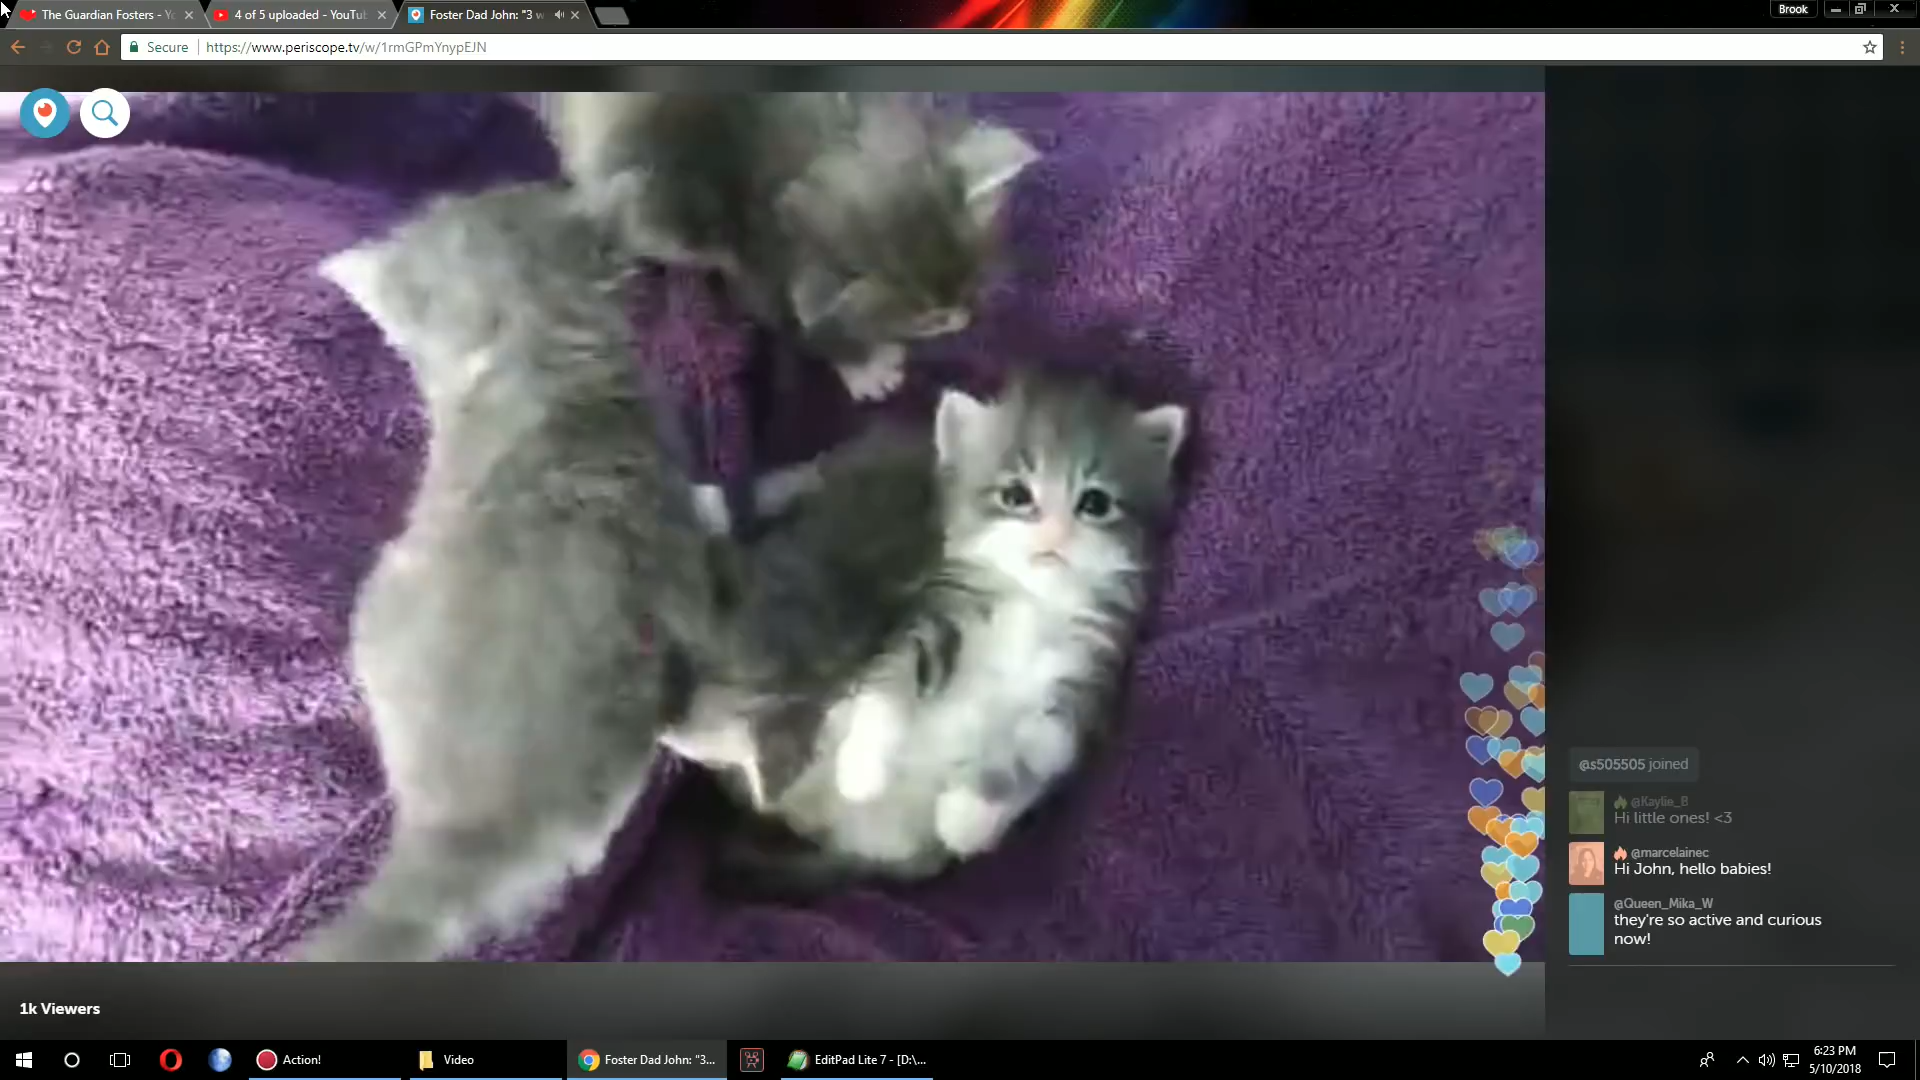 The Guardian Fosters - Yo
4 of 5 uploaded - YouTub
Foster Dad John: "3 w
Brook
Secure
https://www.periscope.tv/w/1rmGPmYnypEJN
@s505505 joined
@Kaylie_B
Hi little ones! <3
@marcelainec
Hi John, hello babies!
@Queen_Mika_W
they're so active and curious
now!
1k Viewers
Action!
Video
Foster Dad John: "3...
EditPad Lite 7 - [D:\...
6:23 PM
5/10/2018